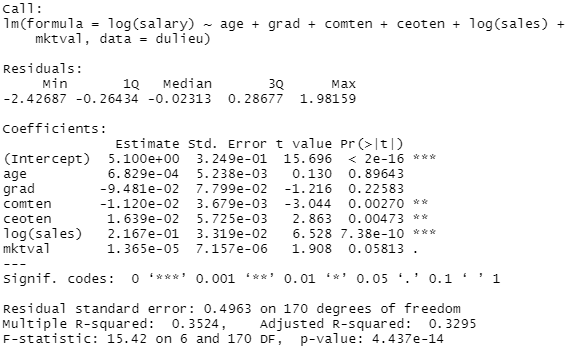 Call:
lm(formula = log(salary) ~ age + grad + comten + ceoten + log(sales) +
    mktval, data = dulieu)
Residuals:
     Min       1Q   Median       3Q      Max
-2.42687 -0.26434 -0.02313  0.28677  1.98159
Coefficients:
              Estimate Std. Error t value Pr(>|t|)
(Intercept)  5.100e+00  3.249e-01  15.696  < 2e-16 ***
age          6.829e-04  5.238e-03   0.130  0.89643
grad        -9.481e-02  7.799e-02  -1.216  0.22583
comten      -1.120e-02  3.679e-03  -3.044  0.00270 **
ceoten       1.639e-02  5.725e-03   2.863  0.00473 **
log(sales)   2.167e-01  3.319e-02   6.528 7.38e-10 ***
mktval       1.365e-05  7.157e-06   1.908  0.05813 .
---
Signif. codes:  0 ‘***’ 0.001 ‘**’ 0.01 ‘*’ 0.05 ‘.’ 0.1 ‘ ’ 1
Residual standard error: 0.4963 on 170 degrees of freedom
Multiple R-squared:  0.3524,    Adjusted R-squared:  0.3295
F-statistic: 15.42 on 6 and 170 DF,  p-value: 4.437e-14